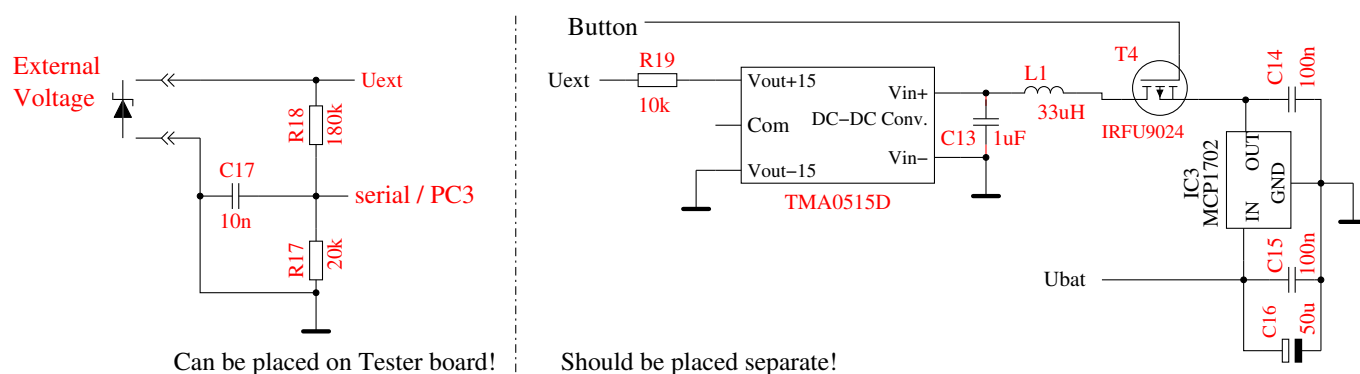 External
Voltage
Uext
R18
180k
C17
10n
serial / PC3
R17
20k
Can be placed on Tester board!
Button
Uext
R19
10k
Vout+15
Com
Vout−15
DC−DC Conv.
Vin+
Vin−
TMA0515D
C13
1uF
L1
33uH
T4
IRFU9024
C14
100n
IC3
MCP1702
OUT
GND
IN
Ubat
C15
100n
C16
50u
Should be placed separate!